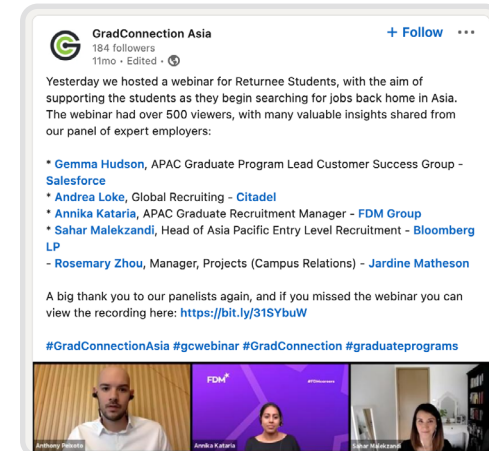 GradConnection Asia
+ Follow
184 followers
11mo • Edited •
Yesterday we hosted a webinar for Returnee Students, with the aim of
supporting the students as they begin searching for jobs back home in Asia.
The webinar had over 500 viewers, with many valuable insights shared from
our panel of expert employers:
* Gemma Hudson, APAC Graduate Program Lead Customer Success Group -
Salesforce
* Andrea Loke, Global Recruiting - Citadel
* Annika Kataria, APAC Graduate Recruitment Manager - FDM Group
* Sahar Malekzandi, Head of Asia Pacific Entry Level Recruitment - Bloomberg
LP
- Rosemary Zhou, Manager, Projects (Campus Relations) - Jardine Matheson
A big thank you to our panelists again, and if you missed the webinar you can
view the recording here: https://bit.ly/31SYbuW
#GradConnectionAsia #gcwebinar #GradConnection #graduateprograms
FDM
#FDMcareers
Anthony Peixoto
Annika Kataria
Sahar Malekzandi